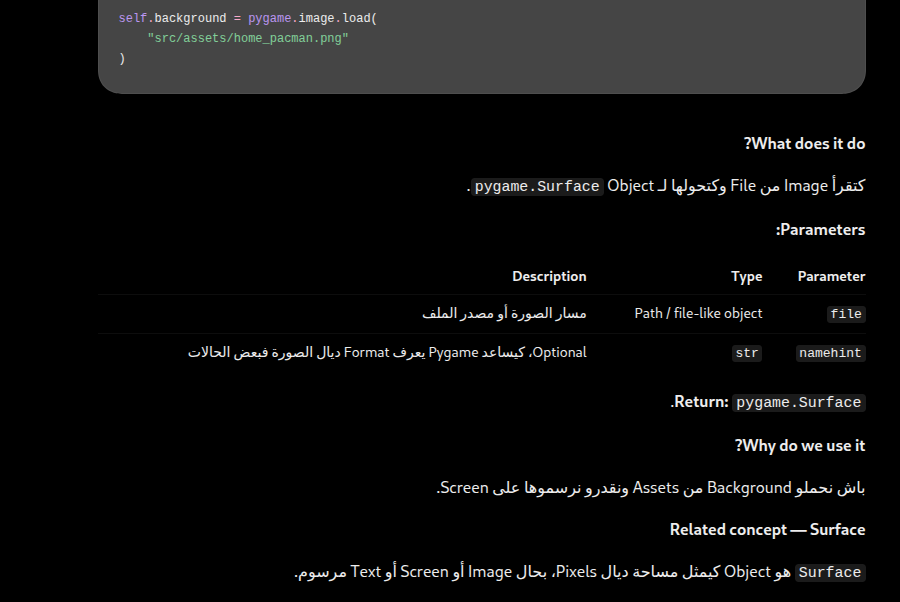 self.background = pygame.image.load(
"src/assets/home_pacman.png"
)
What does it do?
كتقرأ Image من File وكتحولها لـ Object pygame.Surface.
Parameters:
Parameter Type Description
file Path / file-like object مسار الصورة أو مصدر الملف
namehint str Optional، كيساعد Pygame يعرف Format ديال الصورة فبعض الحالات
Return: pygame.Surface.
Why do we use it?
باش نحملو Background من Assets ونقدرو نرسموها على Screen.
Related concept — Surface
Surface هو Object كيمثل مساحة ديال Pixels، بحال Image أو Screen أو Text مرسوم.